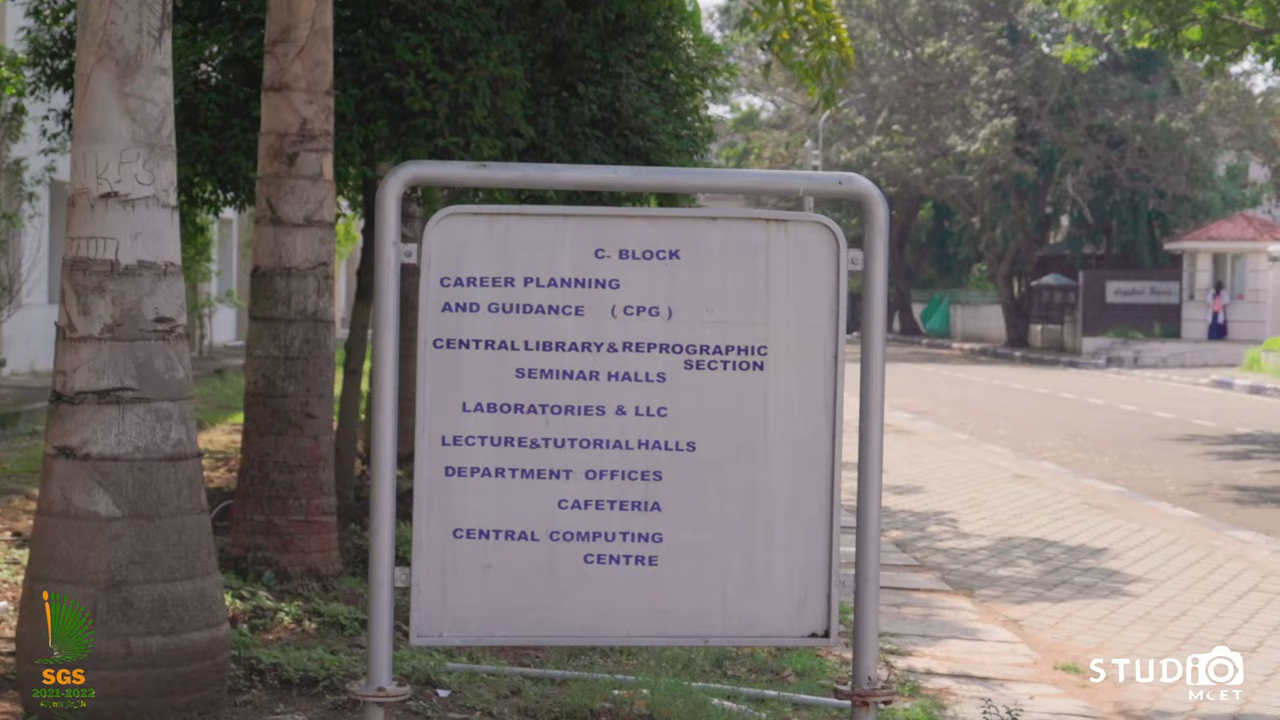 C. BLOCK
CAREER PLANNING
AND GUIDANCE ( CPG )
CENTRAL LIBRARY & REPROGRAPHIC
SECTION
SEMINAR HALLS
LABORATORIES & LLC
LECTURE & TUTORIAL HALLS
DEPARTMENT OFFICES
CAFETERIA
CENTRAL COMPUTING
CENTRE
SGS
2021-2022
STUDIO
MCET